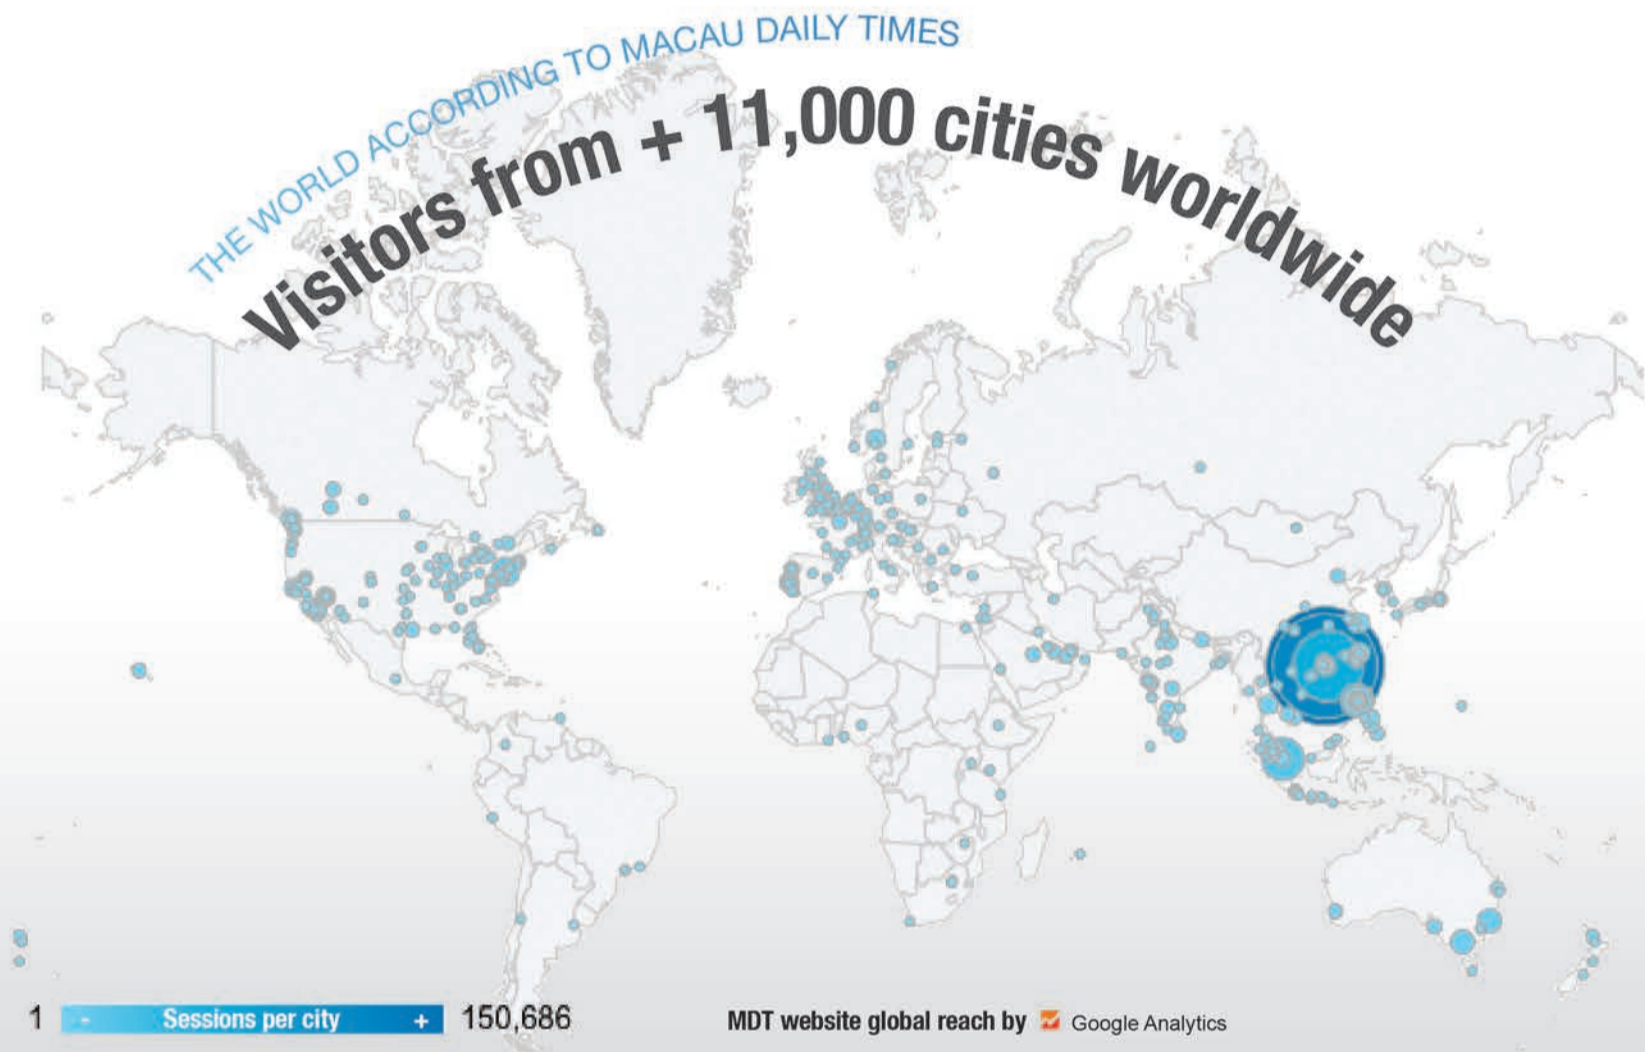 THE WORLD ACCORDING TO MACAU DAILY TIMES
Visitors from + 11,000 cities worldwide
1 - Sessions per city + 150,686
MDT website global reach by Google Analytics